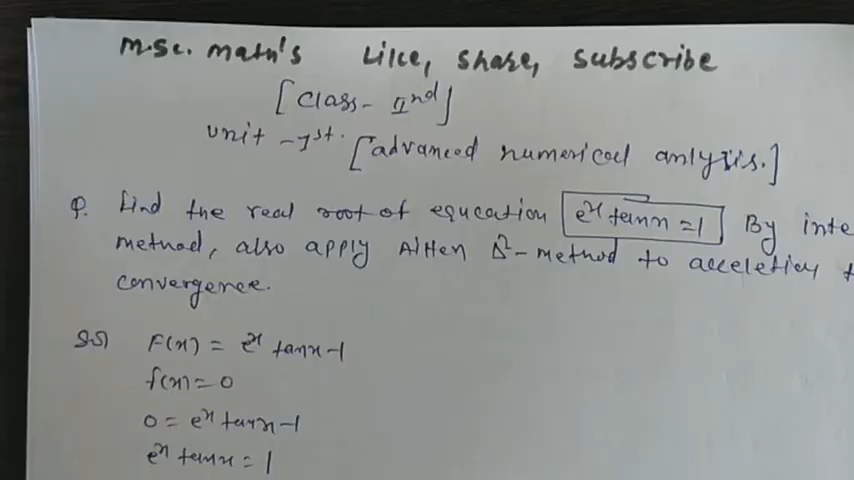 m.sc. math's Like, share, subscribe
[class - IInd]
unit - 1st. [advanced numerical anlysis.]
Q. Find the real root of equcation e^x tanx = 1 By inte
method, also apply Aitken Δ²-method to acceletion t
convergence.
Sol F(x) = e^x tanx-1
f(x) = 0
0 = e^x tanx-1
e^x tanx = 1